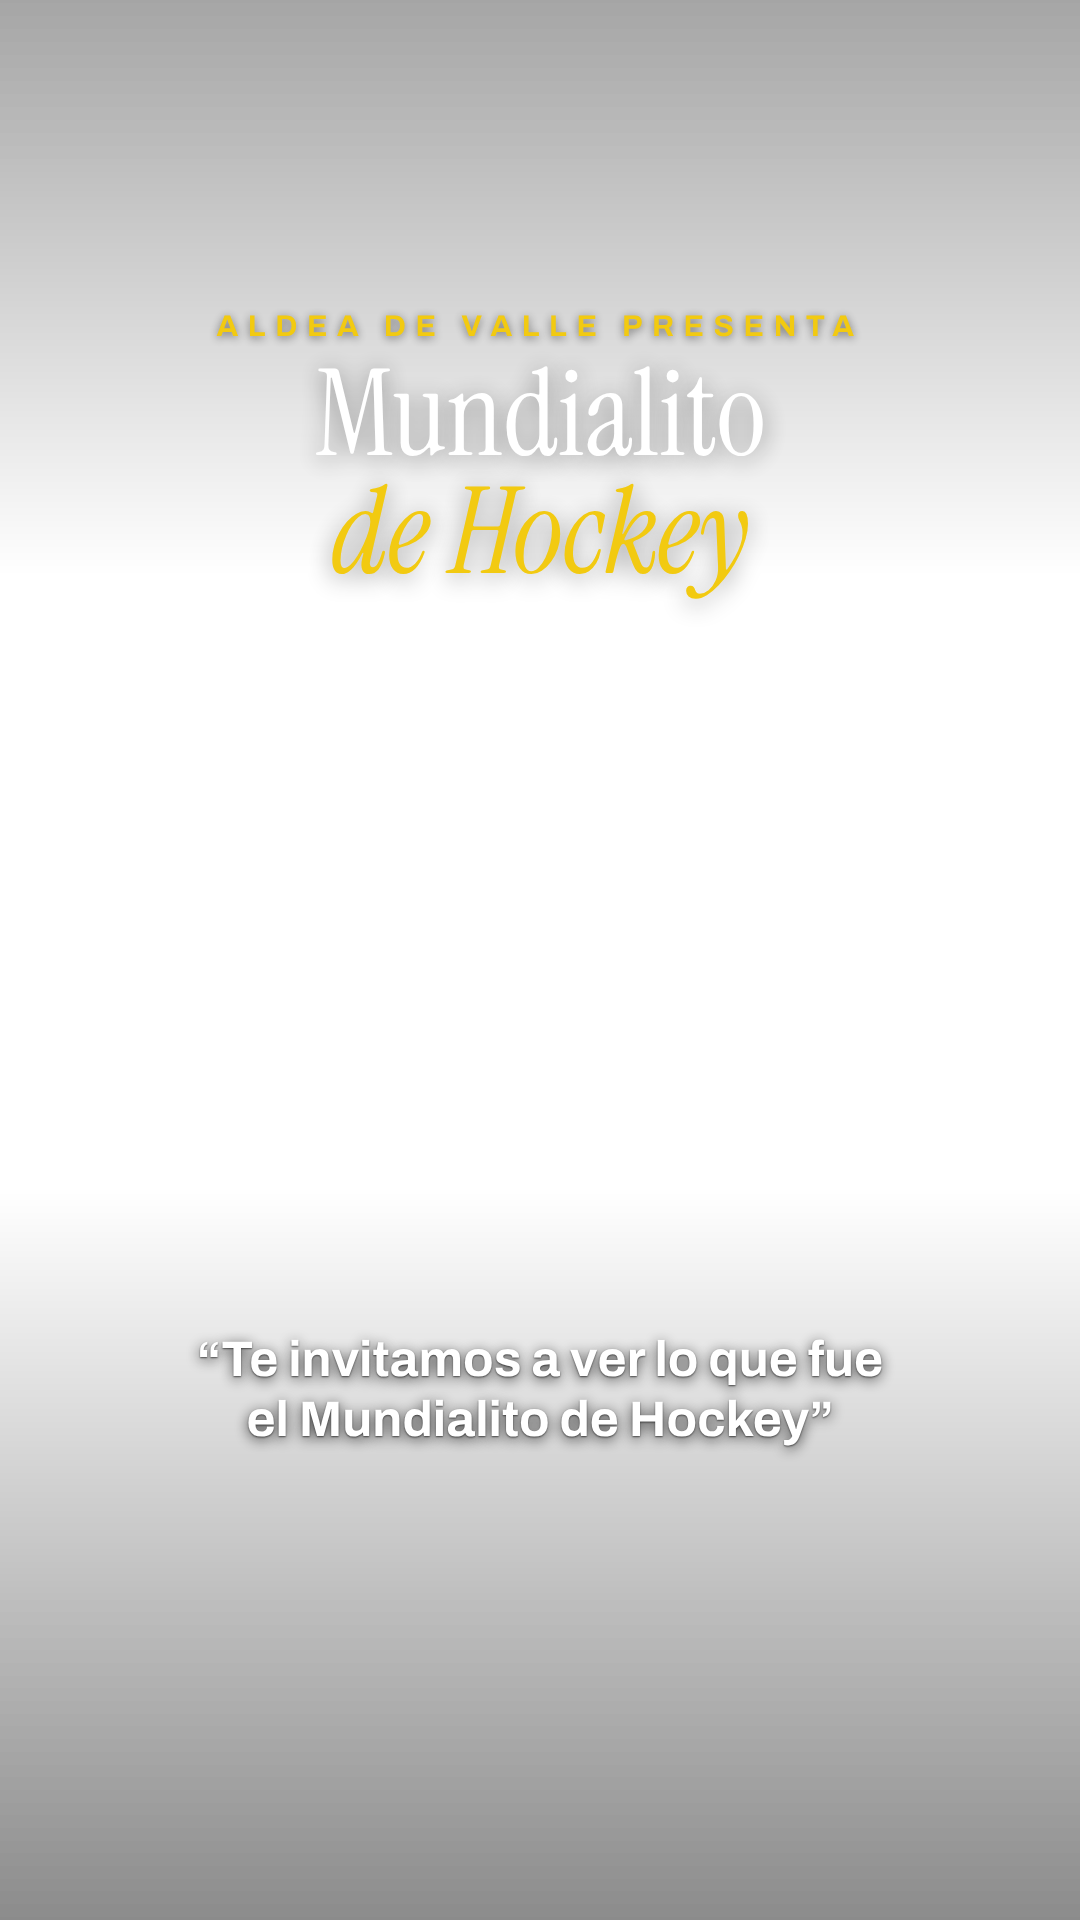 ALDEA DE VALLE PRESENTA
Mundialito
de Hockey
“Te invitamos a ver lo que fue
el Mundialito de Hockey”